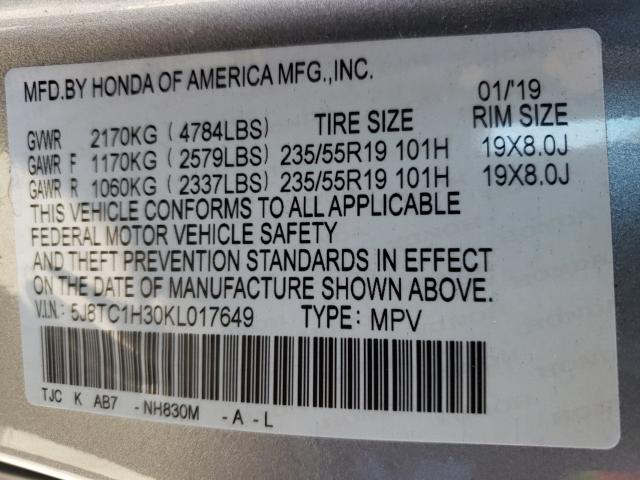 MFD.BY HONDA OF AMERICA MFG.,INC. 01/'19
GVWR 2170KG (4784LBS) TIRE SIZE RIM SIZE
GAWR F 1170KG (2579LBS) 235/55R19 101H 19X8.0J
GAWR R 1060KG (2337LBS) 235/55R19 101H 19X8.0J
THIS VEHICLE CONFORMS TO ALL APPLICABLE
FEDERAL MOTOR VEHICLE SAFETY
AND THEFT PREVENTION STANDARDS IN EFFECT
ON THE DATE OF MANUFACTURE SHOWN ABOVE.
V.I.N.: 5J8TC1H30KL017649 TYPE: MPV
TJC K AB7 -NH830M -A-L